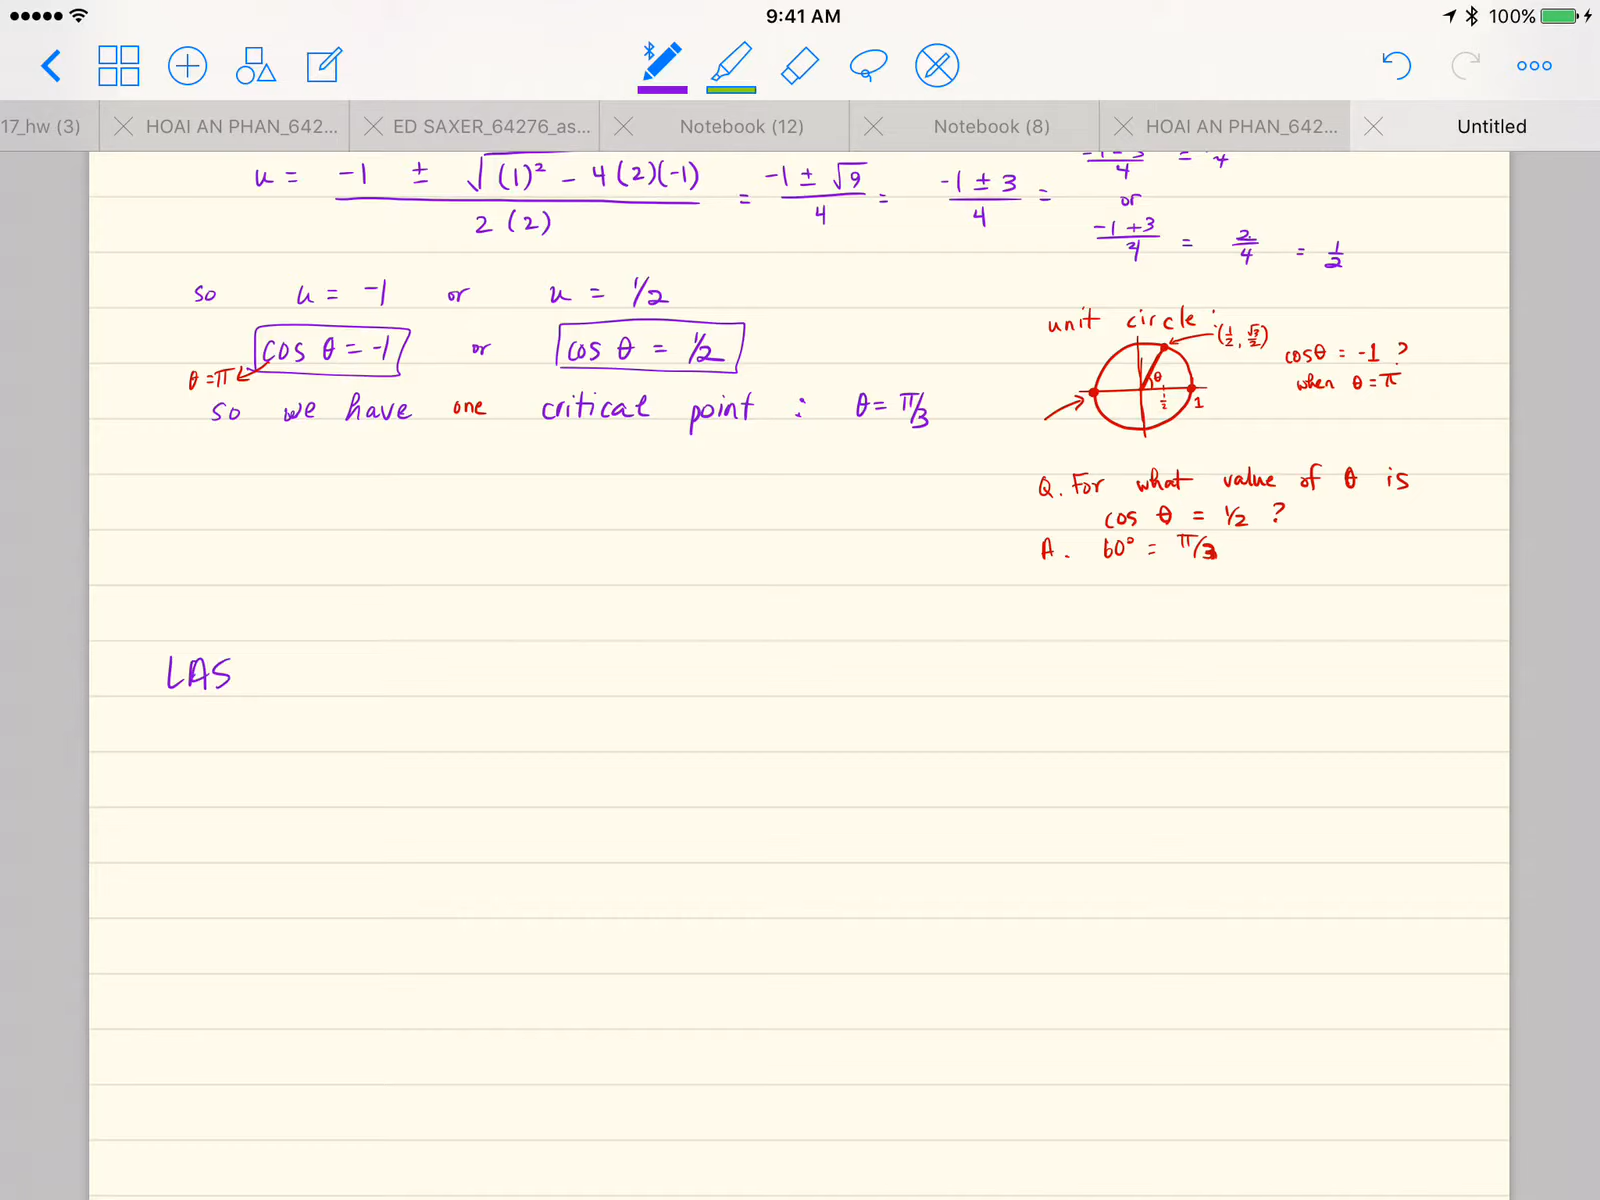 9:41 AM
100%
17_hw (3)
HOAI AN PHAN_642...
ED SAXER_64276_as...
Notebook (12)
Notebook (8)
HOAI AN PHAN_642...
Untitled
u = -1 ± √(1)² - 4(2)(-1) / 2(2) = -1 ± √9 / 4 = -1 ± 3 / 4 =
-1 - 3 / 4 =
or
-1 + 3 / 4 = 2/4 = 1/2
so u = -1 or u = 1/2
cos θ = -1 or cos θ = 1/2
θ = π
so we have one critical point : θ = π/3
unit circle :
(1/2, √3/2)
θ
1/2
1
cosθ = -1 ?
when θ = π
Q. For what value of θ is
cos θ = 1/2 ?
A. 60° = π/3
LAS